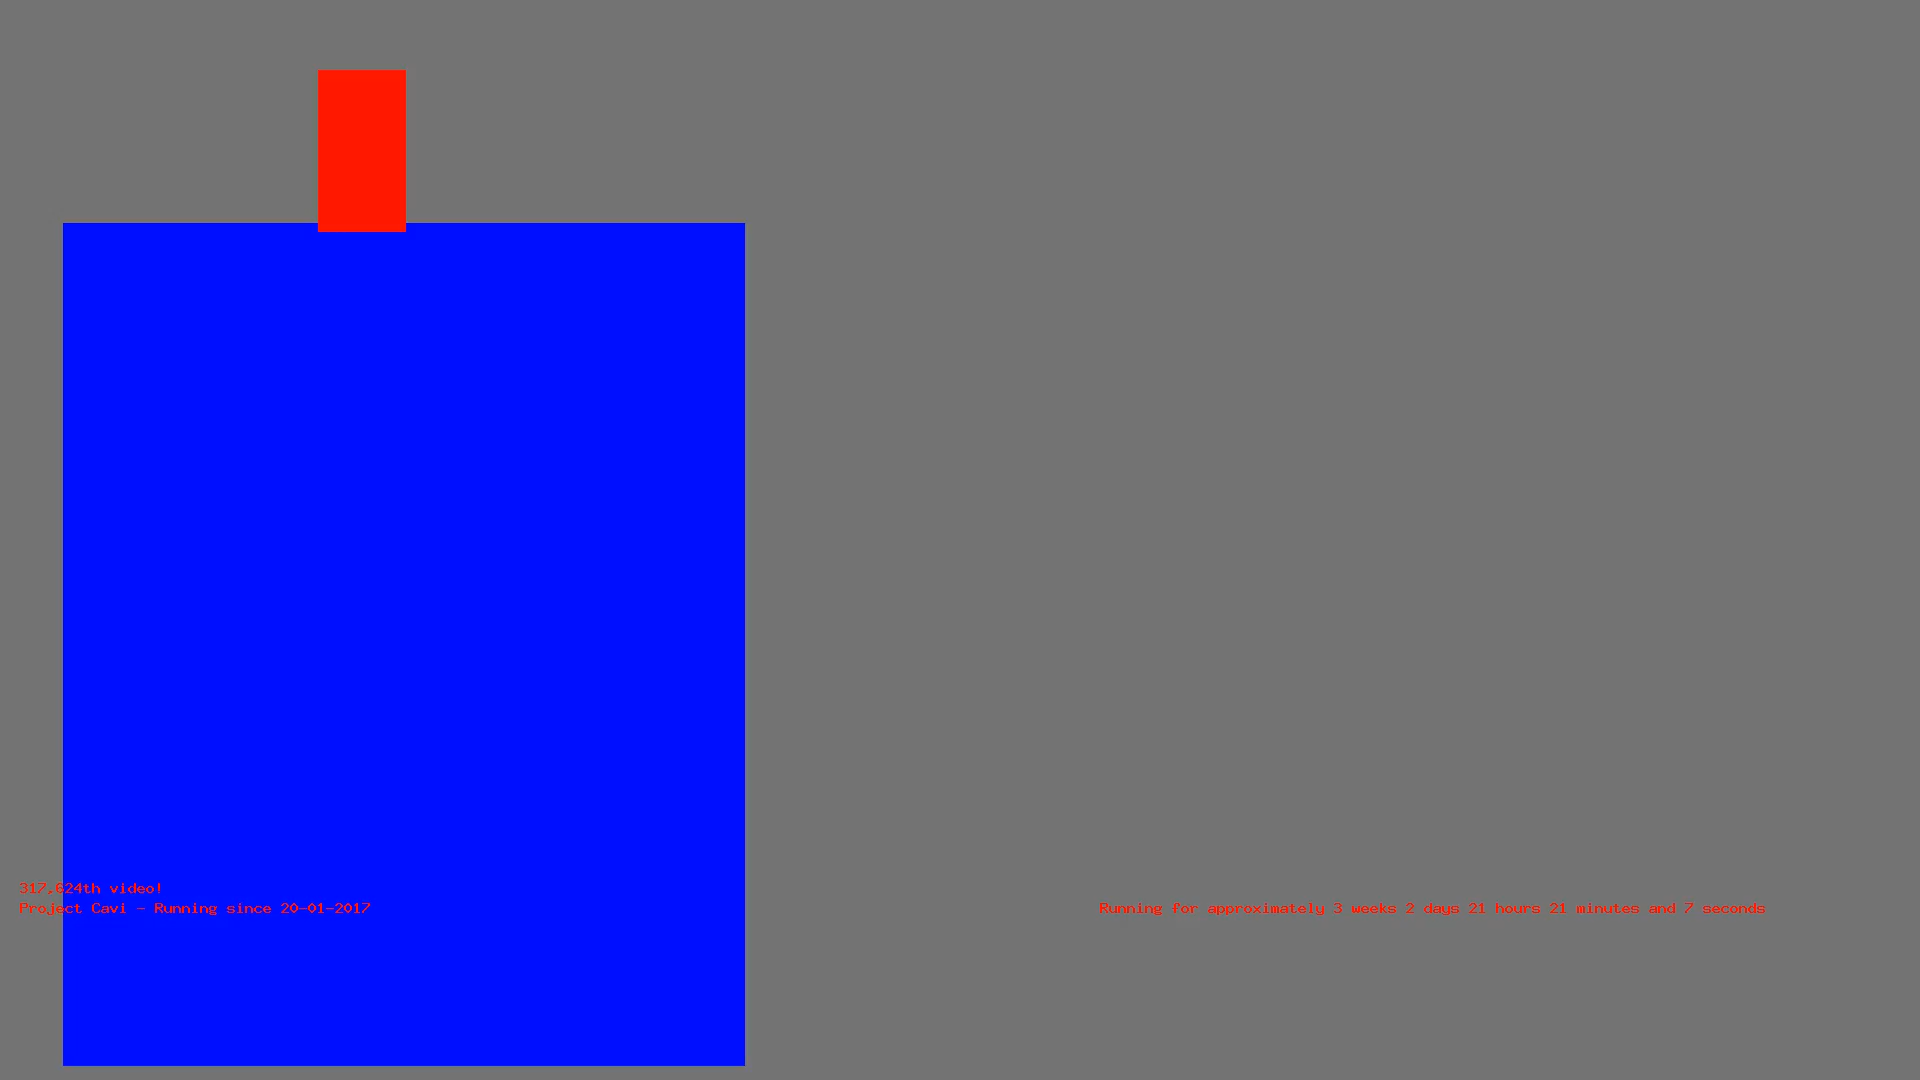 317,624th video!
Project Cavi - Running since 20-01-2017
Running for approximately 3 weeks 2 days 21 hours 21 minutes and 7 seconds